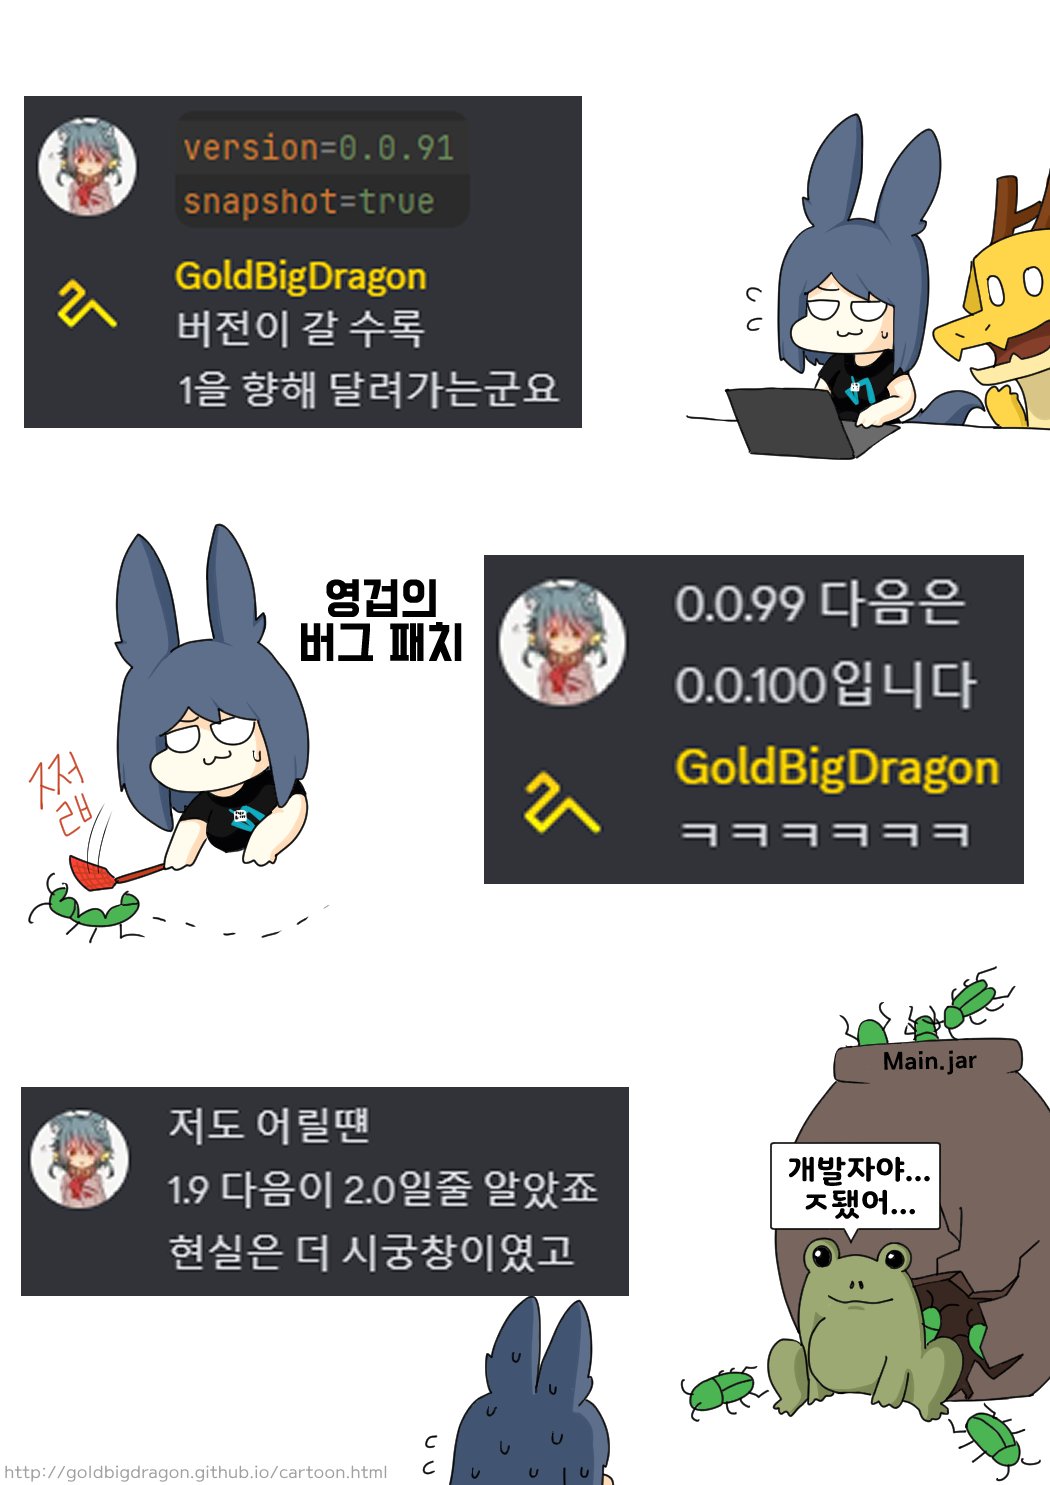 version=0.0.91
snapshot=true
GoldBigDragon
버전이 갈 수록
1을 향해 달려가는군요
영겁의
버그 패치
쩌저
럽
0.0.99 다음은
0.0.100입니다
GoldBigDragon
ㅋㅋㅋㅋㅋㅋ
Main.jar
저도 어릴땐
1.9 다음이 2.0일줄 알았죠
현실은 더 시궁창이였고
개발자야...
ㅈ됐어...
http://goldbigdragon.github.io/cartoon.html